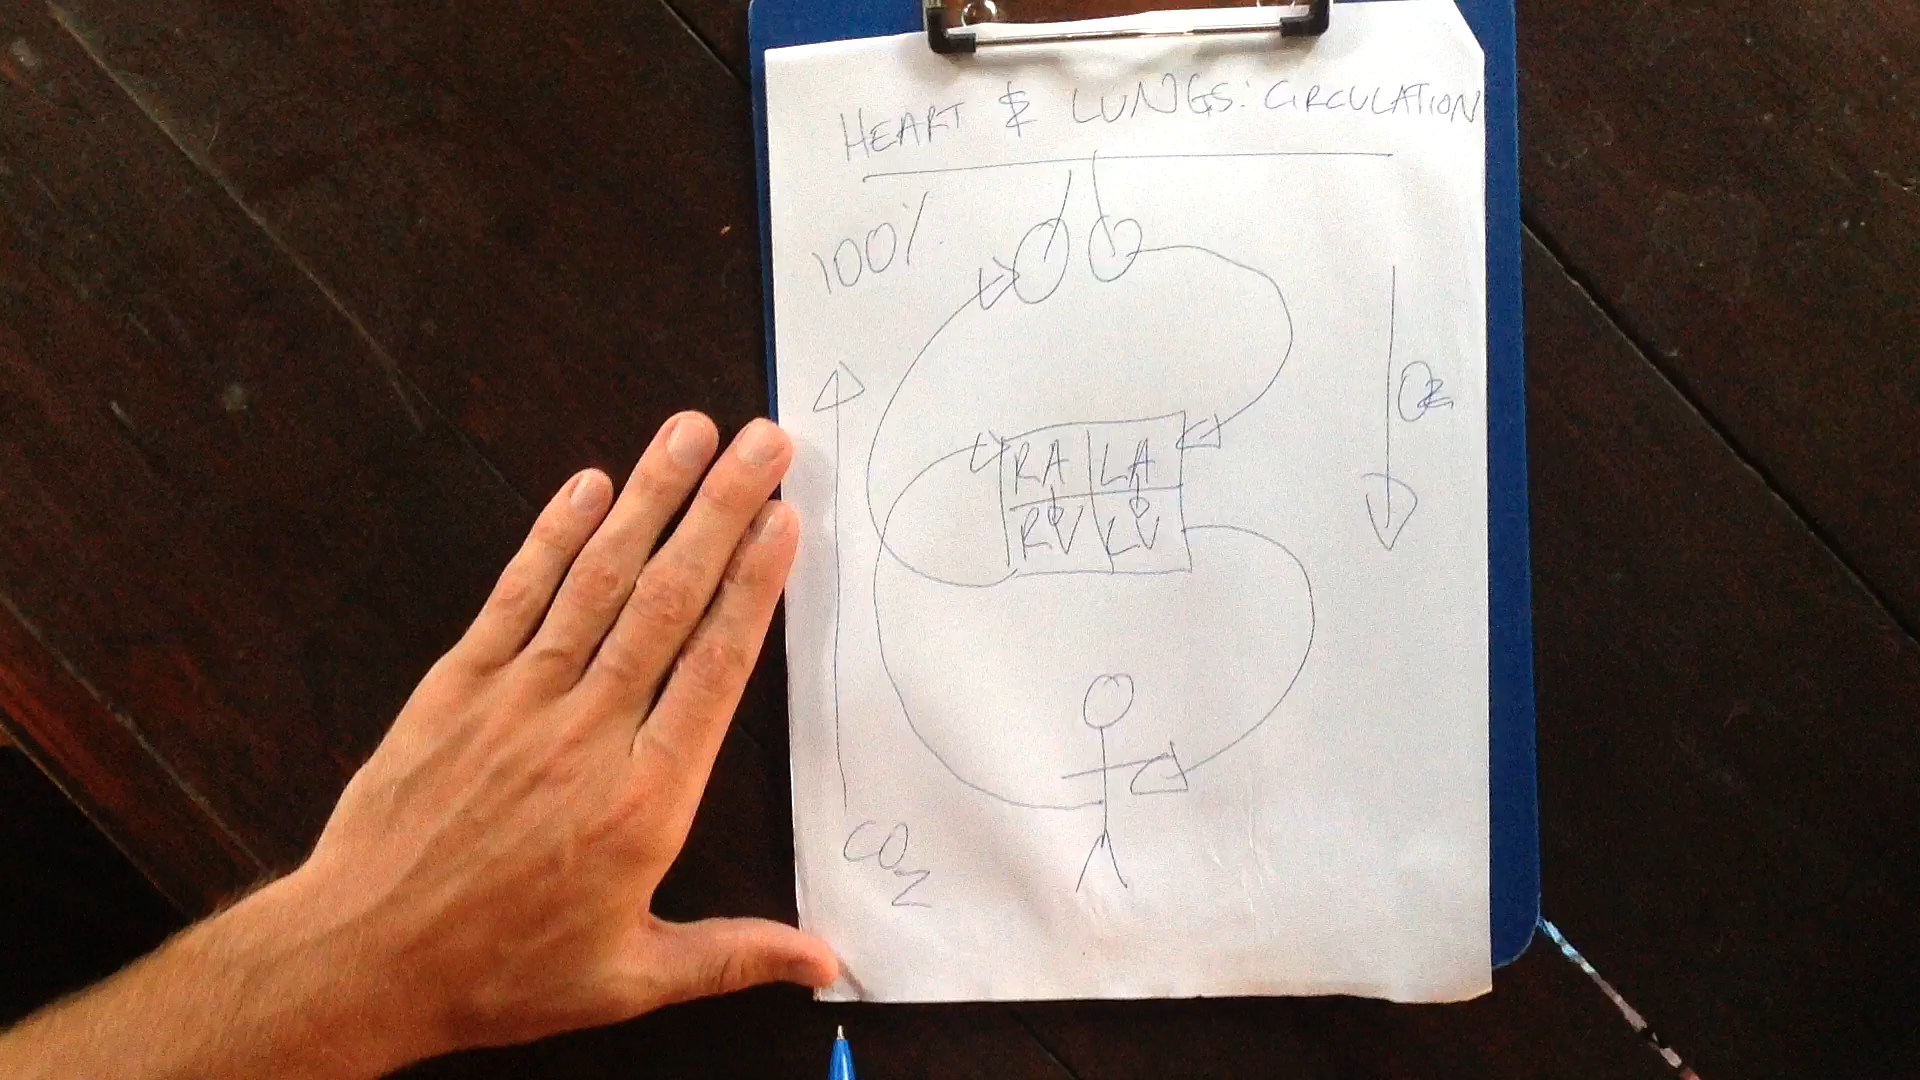 HEART & LUNGS: CIRCULATION
100%
O2
RA LA
RV LV
CO2